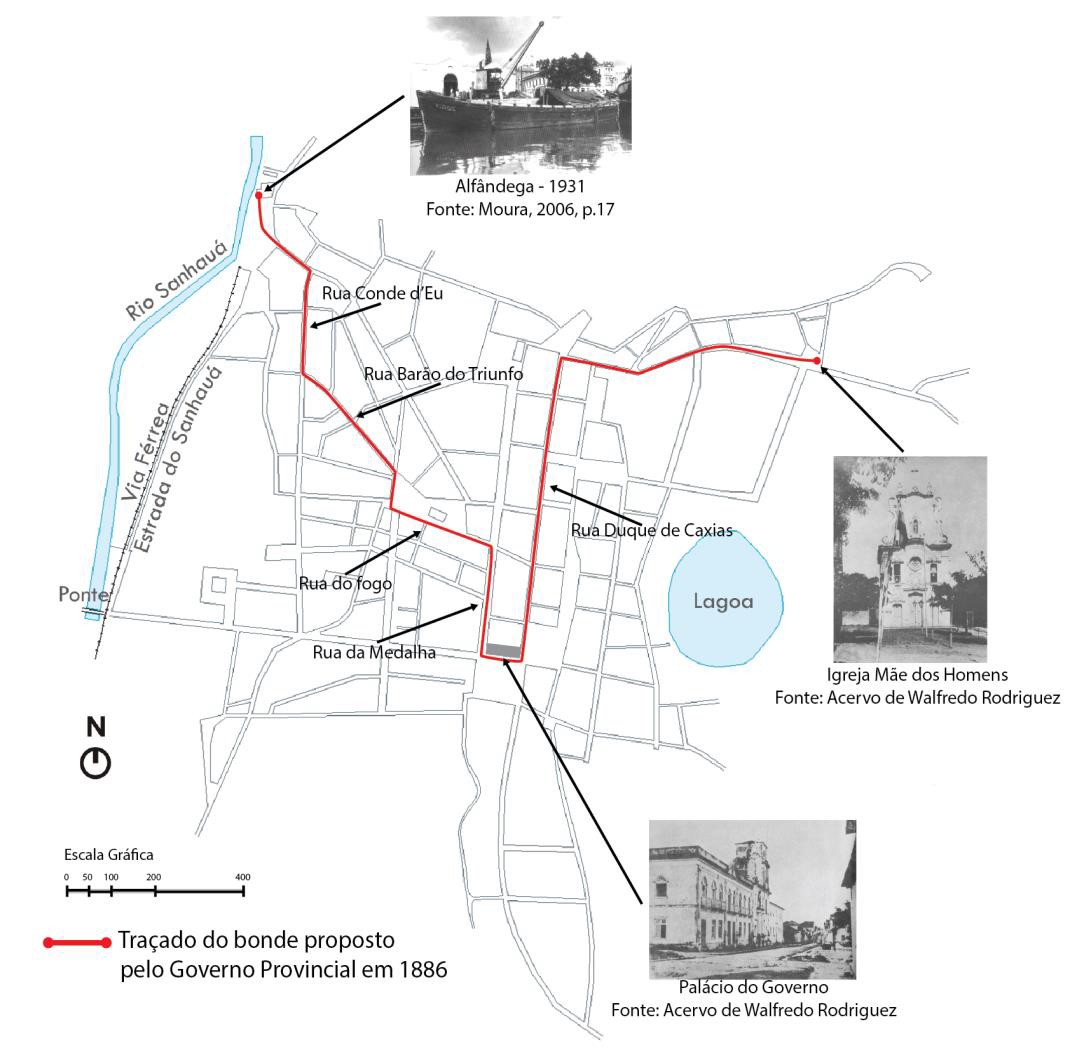 Alfândega - 1931
Fonte: Moura, 2006, p.17
Rio Sanhauá
Rua Conde d'Eu
Rua Barão do Triunfo
Via Férrea
Estrada do Sanhauá
Rua Duque de Caxias
Rua do fogo
Ponte
Lagoa
Rua da Medalha
Igreja Mãe dos Homens
Fonte: Acervo de Walfredo Rodriguez
N
Escala Gráfica
0 50 100 200 400
Traçado do bonde proposto
pelo Governo Provincial em 1886
Palácio do Governo
Fonte: Acervo de Walfredo Rodriguez